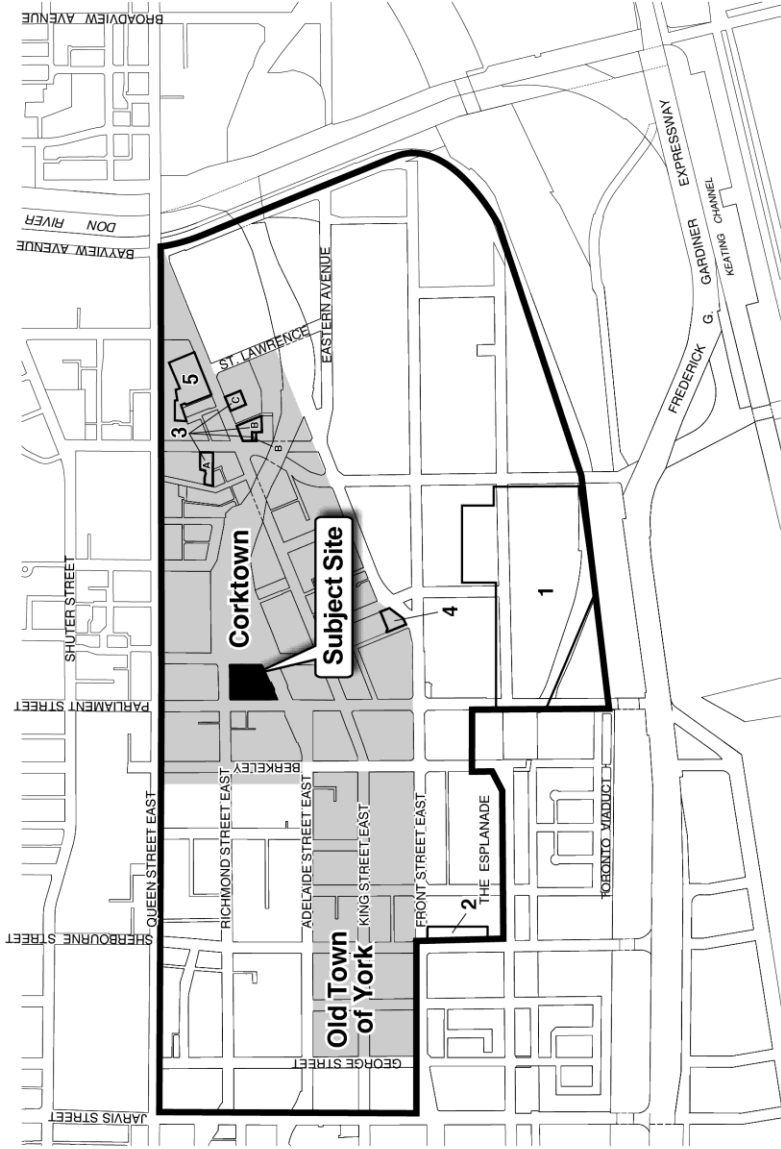 BROADVIEW AVENUE
DON RIVER
BAYVIEW AVENUE
SHUTER STREET
PARLIAMENT STREET
SHERBOURNE STREET
JARVIS STREET
QUEEN STREET EAST
RICHMOND STREET EAST
ADELAIDE STREET EAST
KING STREET EAST
FRONT STREET EAST
THE ESPLANADE
BERKELEY
GEORGE STREET
ST. LAWRENCE
EASTERN AVENUE
FREDERICK G. GARDINER EXPRESSWAY
KEATING CHANNEL
TORONTO VIADUCT
Corktown
Subject Site
Old Town
of York
5
3
A
B
C
B
4
1
2